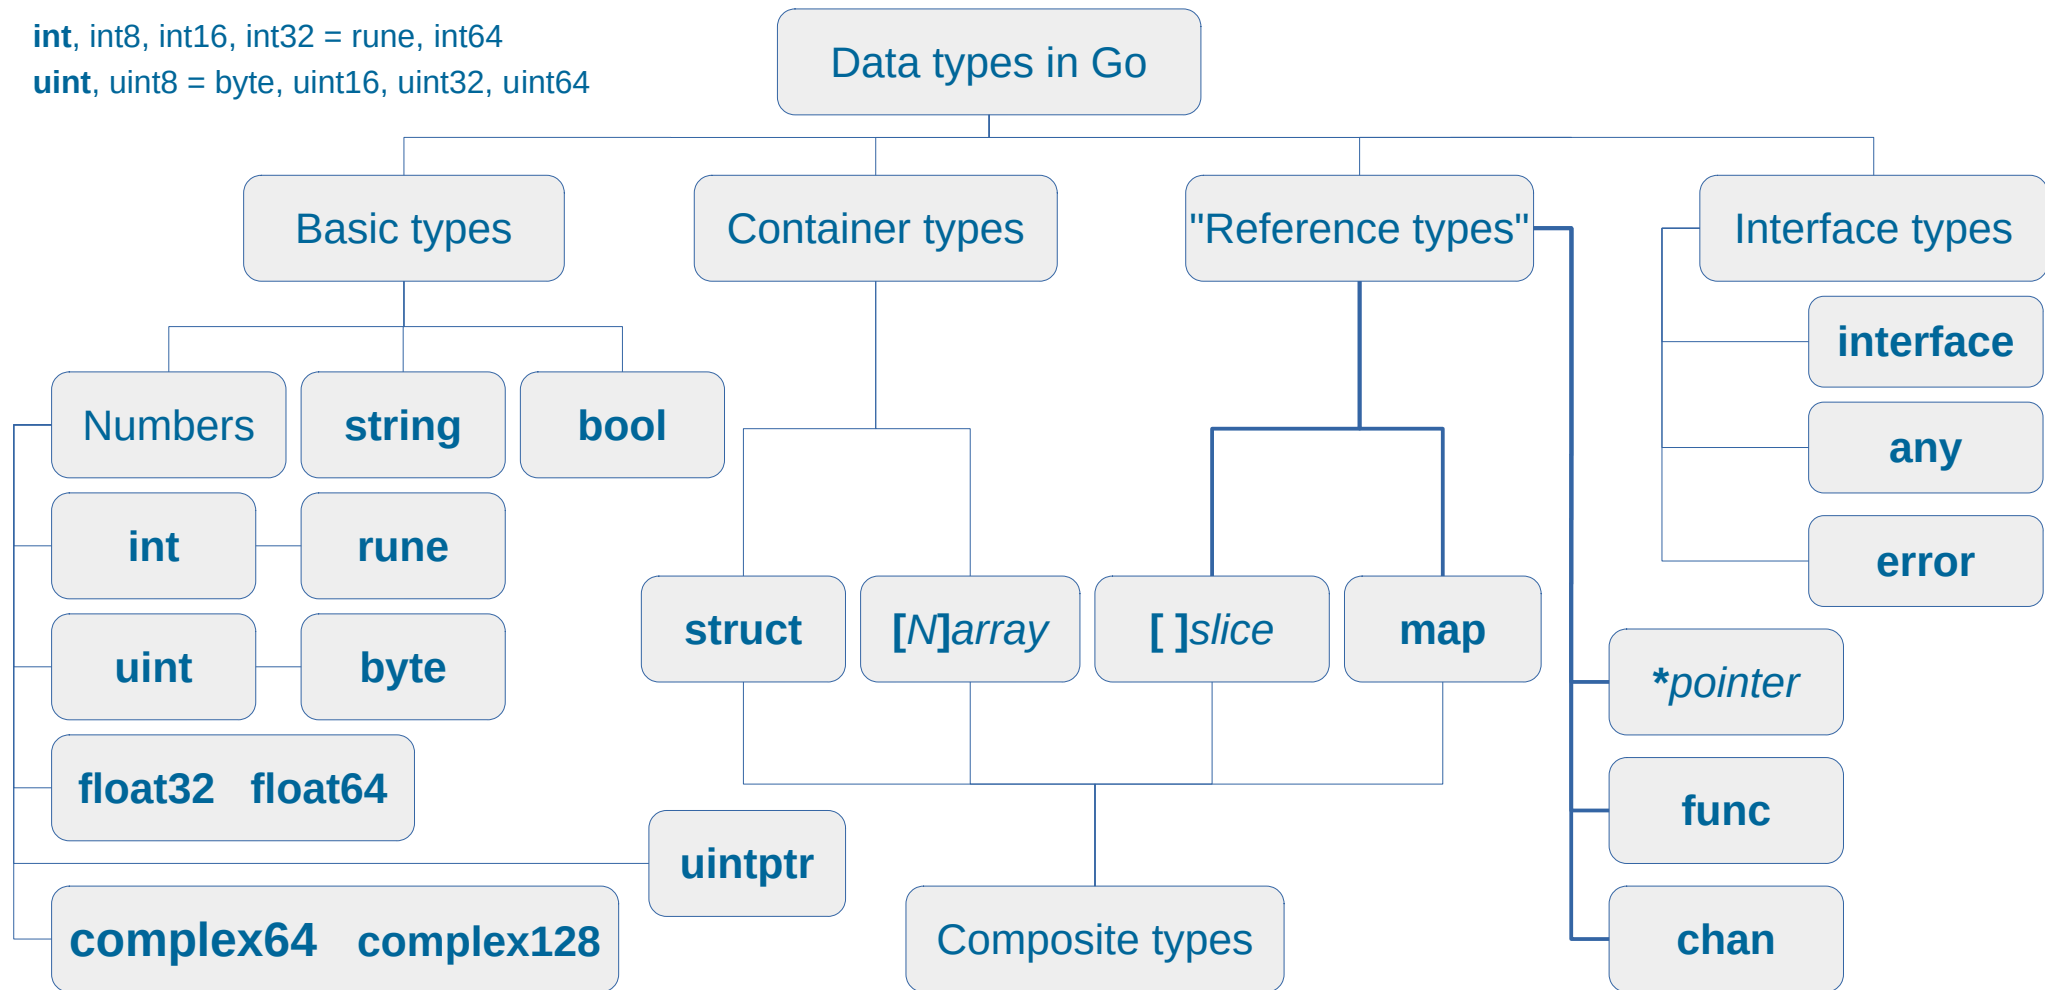 int, int8, int16, int32 = rune, int64
uint, uint8 = byte, uint16, uint32, uint64
Data types in Go
Basic types
Container types
"Reference types"
Interface types
interface
any
error
Numbers
string
bool
int
rune
uint
byte
float32 float64
uintptr
complex64 complex128
struct
[N]array
[ ]slice
map
Composite types
*pointer
func
chan